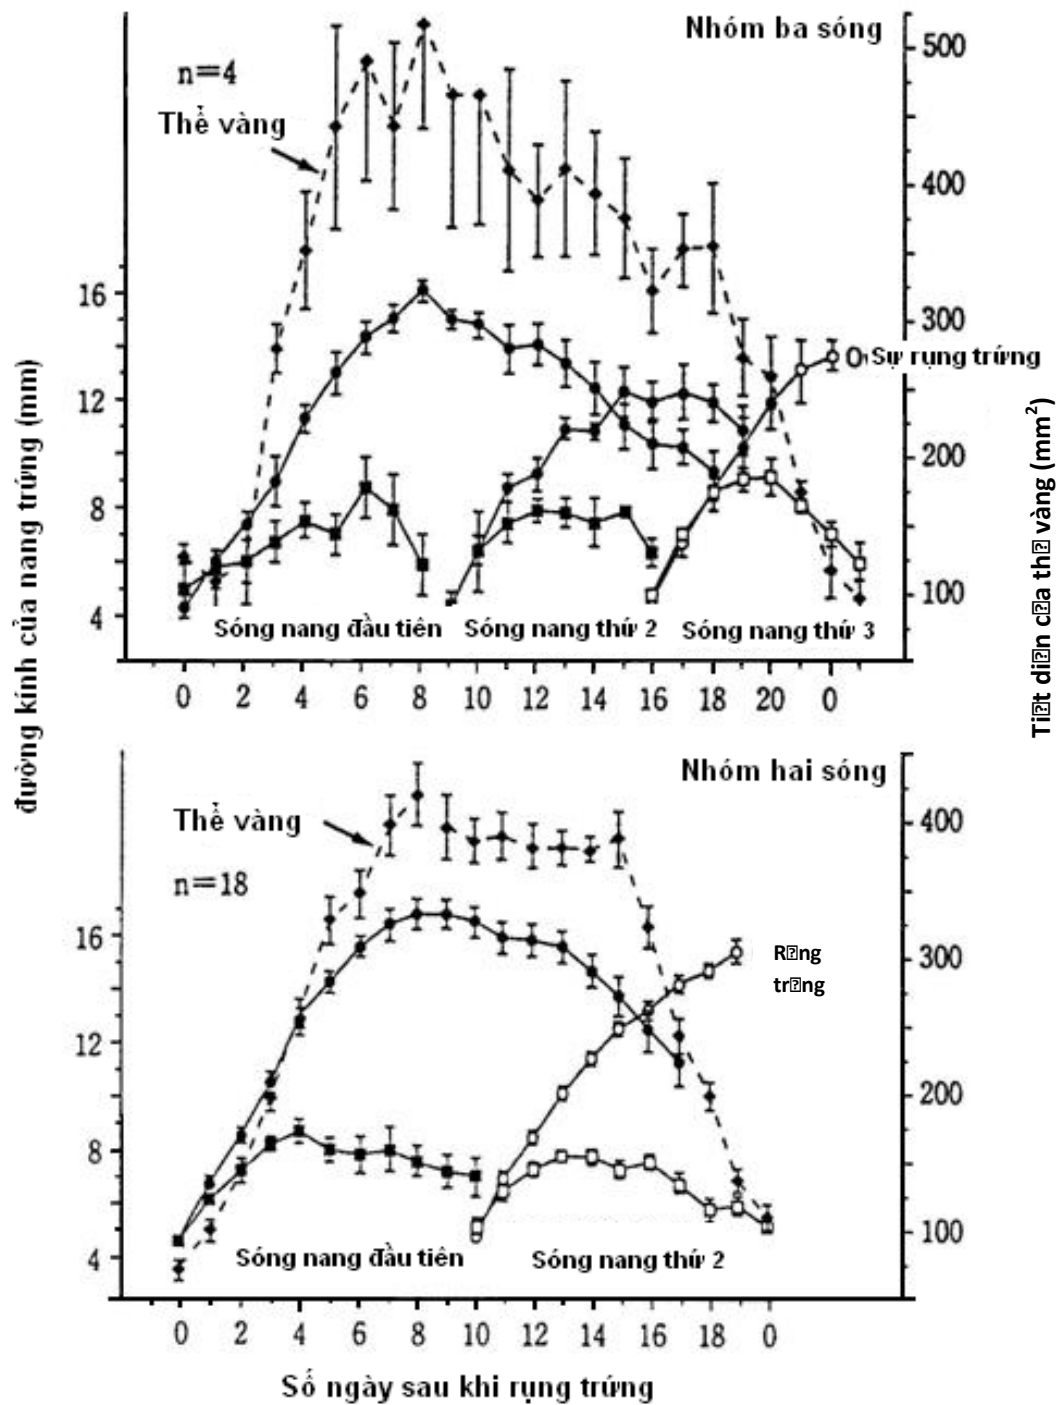 Nhóm ba sóng
n=4
Thể vàng
500
400
300
200
100
16
12
8
4
Sự rụng trứng
Sóng nang đầu tiên
Sóng nang thứ 2
Sóng nang thứ 3
0 2 4 6 8 10 12 14 16 18 20 0
đường kính của nang trứng (mm)
(mm²)
Nhóm hai sóng
Thể vàng
n=18
400
300
200
100
16
12
8
4
Sóng nang đầu tiên
Sóng nang thứ 2
0 2 4 6 8 10 12 14 16 18 0
Số ngày sau khi rụng trứng